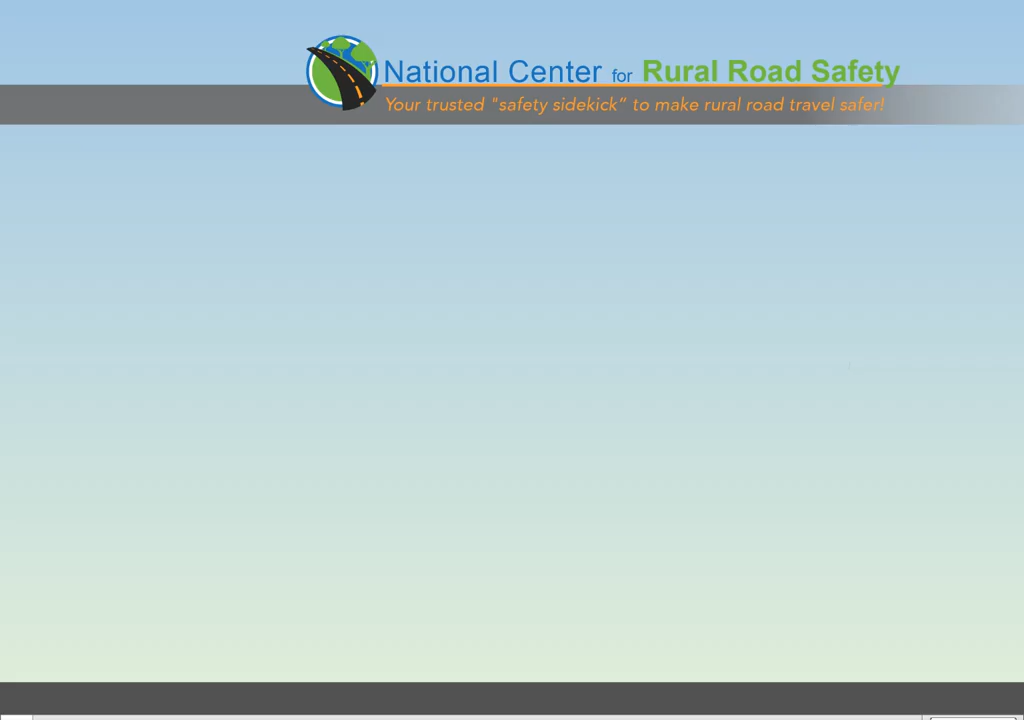 National Center for Rural Road Safety
Your trusted "safety sidekick” to make rural road travel safer!